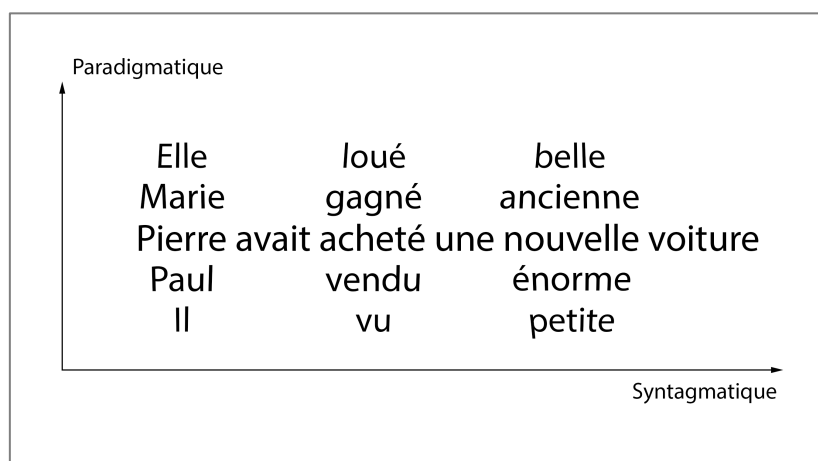 Paradigmatique
Elle loué belle
Marie gagné ancienne
Pierre avait acheté une nouvelle voiture
Paul vendu énorme
Il vu petite
Syntagmatique